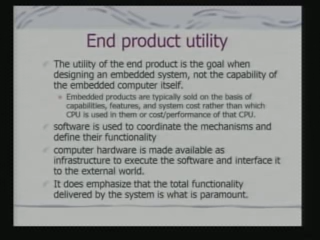 End product utility
The utility of the end product is the goal when
designing an embedded system, not the capability of
the embedded computer itself.
Embedded products are typically sold on the basis of
capabilities, features, and system cost rather than which
CPU is used in them or cost/performance of that CPU.
software is used to coordinate the mechanisms and
define their functionality
computer hardware is made available as
infrastructure to execute the software and interface it
to the external world.
It does emphasize that the total functionality
delivered by the system is what is paramount.